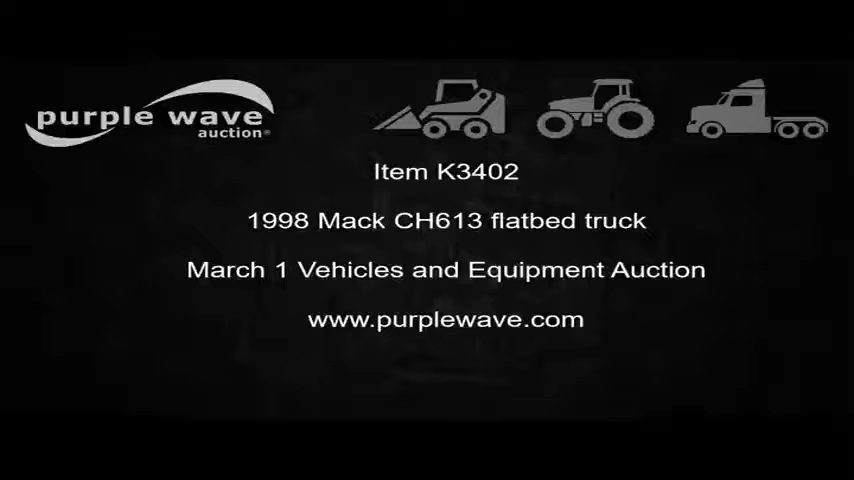 purple wave
auction®
Item K3402
1998 Mack CH613 flatbed truck
March 1 Vehicles and Equipment Auction
www.purplewave.com